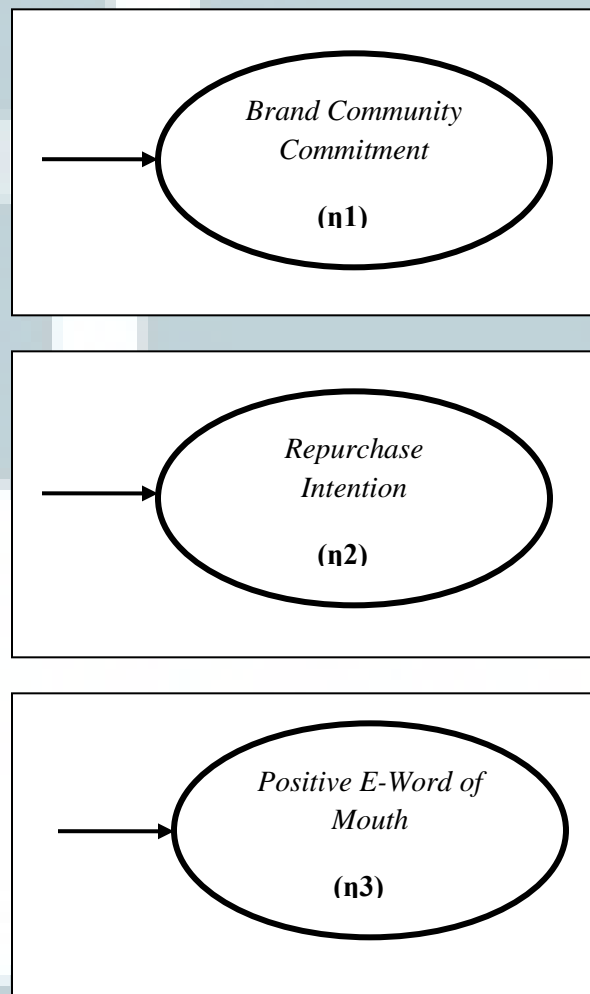 Brand Community
Commitment
(η1)
Repurchase
Intention
(η2)
Positive E-Word of
Mouth
(η3)